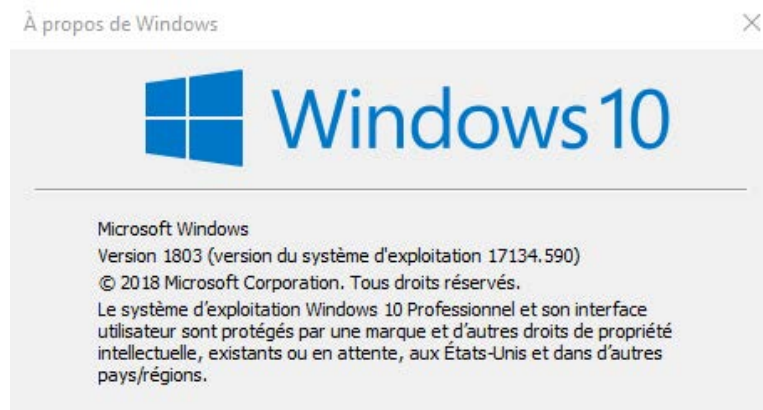 À propos de Windows
Windows 10
Microsoft Windows
Version 1803 (version du système d'exploitation 17134.590)
© 2018 Microsoft Corporation. Tous droits réservés.
Le système d’exploitation Windows 10 Professionnel et son interface
utilisateur sont protégés par une marque et d’autres droits de propriété
intellectuelle, existants ou en attente, aux États-Unis et dans d’autres
pays/régions.